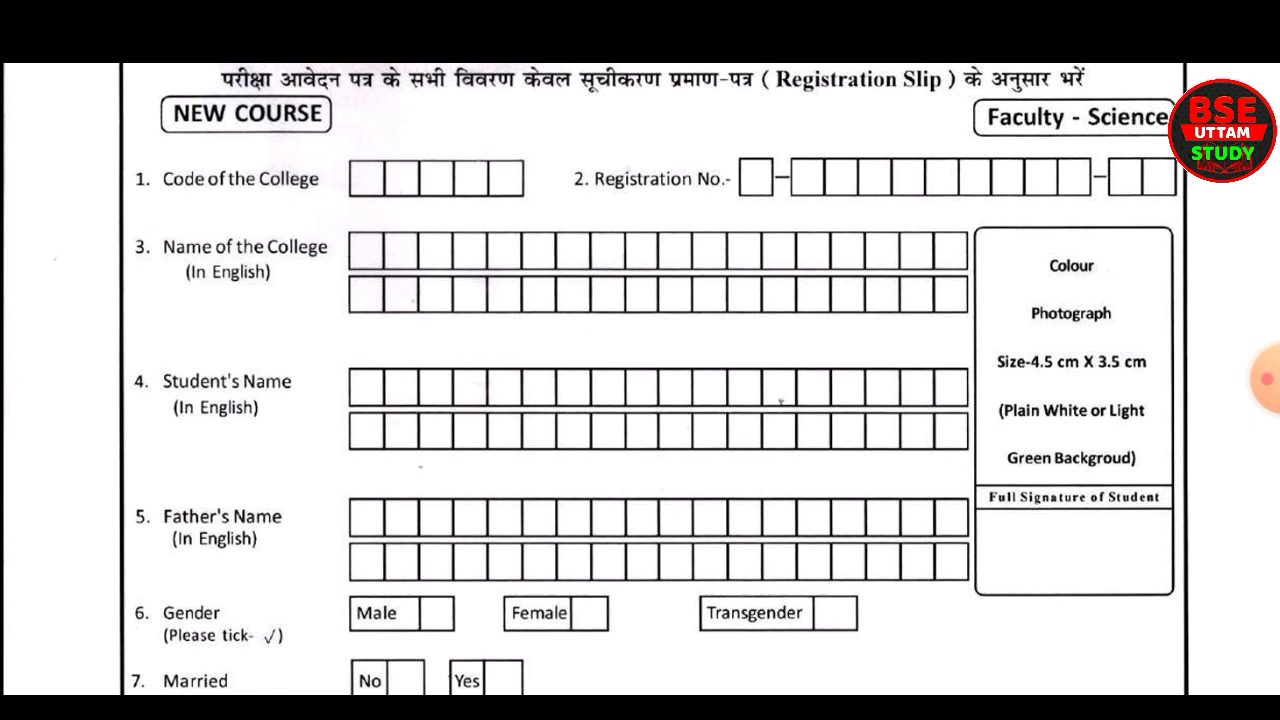 परीक्षा आवेदन पत्र के सभी विवरण केवल सूचीकरण प्रमाण-पत्र ( Registration Slip ) के अनुसार भरें
NEW COURSE
Faculty - Science
BSE
UTTAM
STUDY
1. Code of the College
2. Registration No.-
3. Name of the College
(In English)
Colour
Photograph
Size-4.5 cm X 3.5 cm
(Plain White or Light
Green Backgroud)
Full Signature of Student
4. Student's Name
(In English)
5. Father's Name
(In English)
6. Gender
(Please tick- √)
Male
Female
Transgender
7. Married
No
Yes